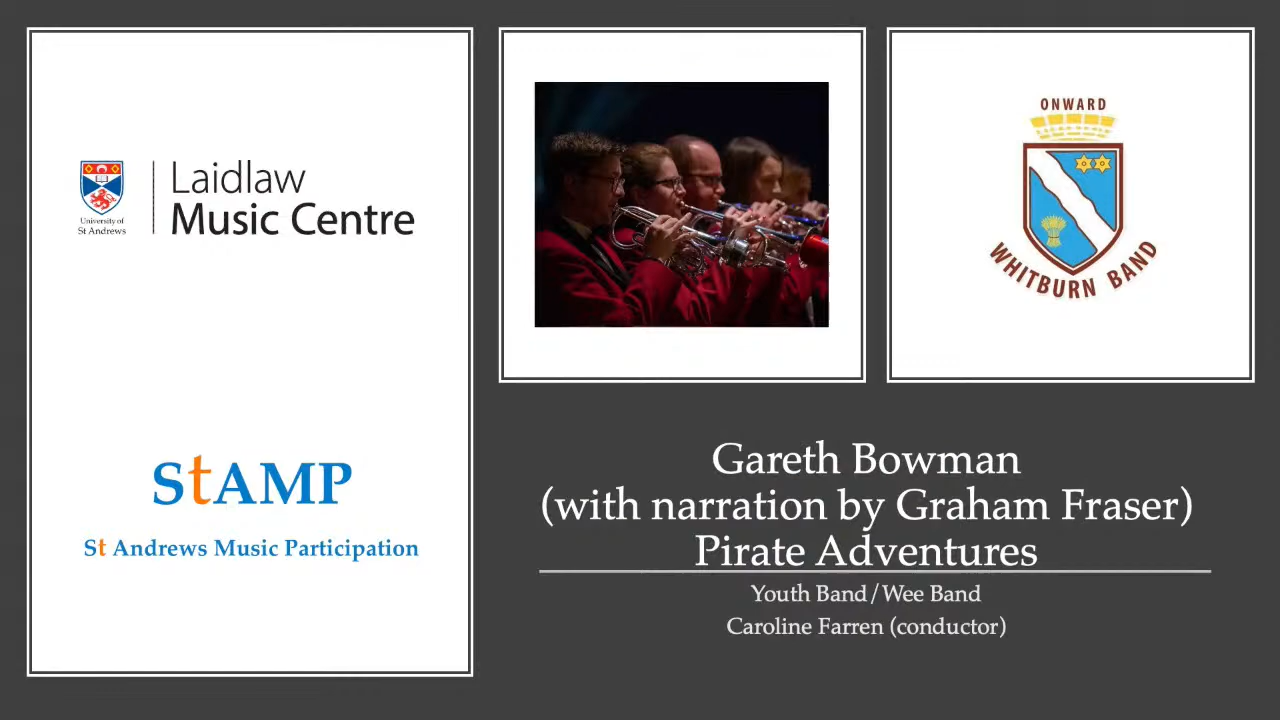 University of
St Andrews
Laidlaw
Music Centre
StAMP
St Andrews Music Participation
ONWARD
WHITBURN BAND
Gareth Bowman
(with narration by Graham Fraser)
Pirate Adventures
Youth Band/Wee Band
Caroline Farren (conductor)